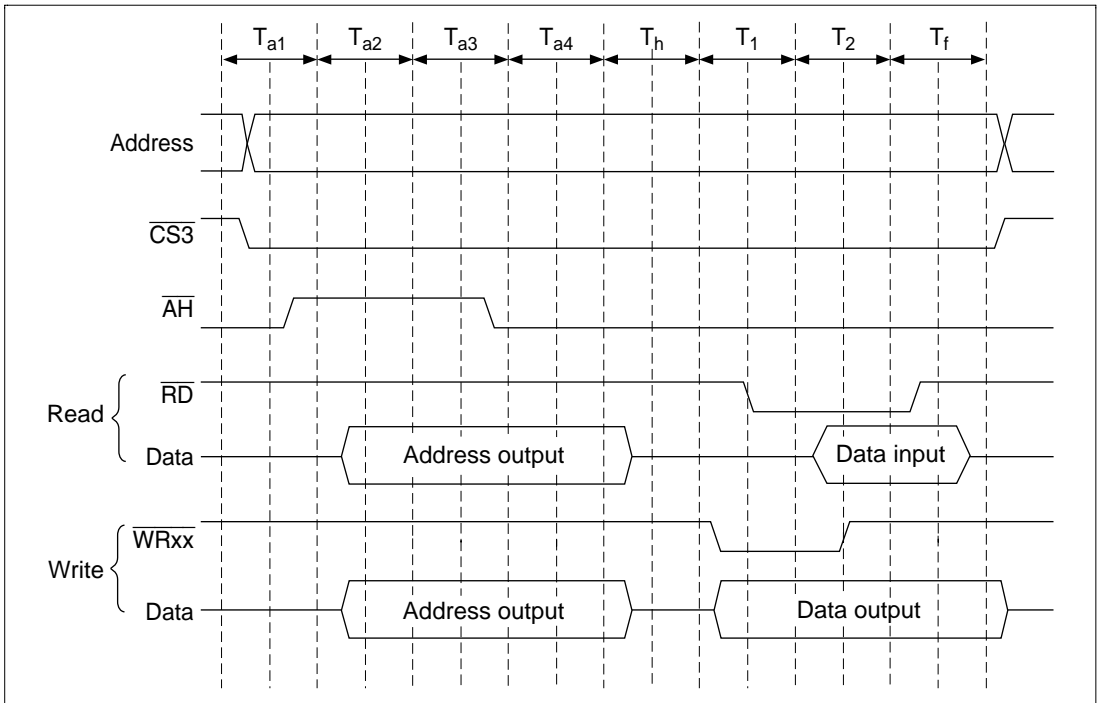 Ta1 Ta2 Ta3 Ta4 Th T1 T2 Tf
Address
CS3
AH
RD
Read
Data Address output Data input
WRxx
Write
Data Address output Data output